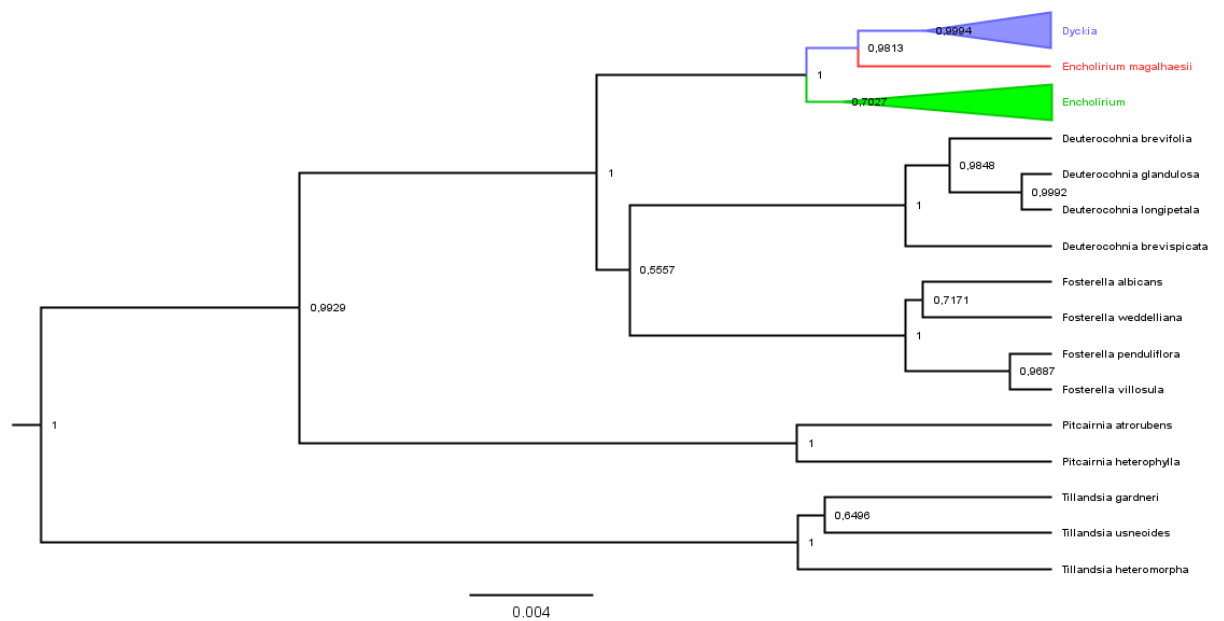 0,9994
Dyckia
0,9813
Encholirium magalhaesii
1
0,7027
Encholirium
Deuterocohnia brevifolia
0,9848
Deuterocohnia glandulosa
1
0,9992
1
Deuterocohnia longipetala
Deuterocohnia brevispicata
0,5557
Fosterella albicans
0,7171
0,9929
Fosterella weddelliana
1
Fosterella penduliflora
0,9687
Fosterella villosula
1
Pitcairnia atrorubens
1
Pitcairnia heterophylla
Tillandsia gardneri
0,6496
Tillandsia usneoides
1
Tillandsia heteromorpha
0.004